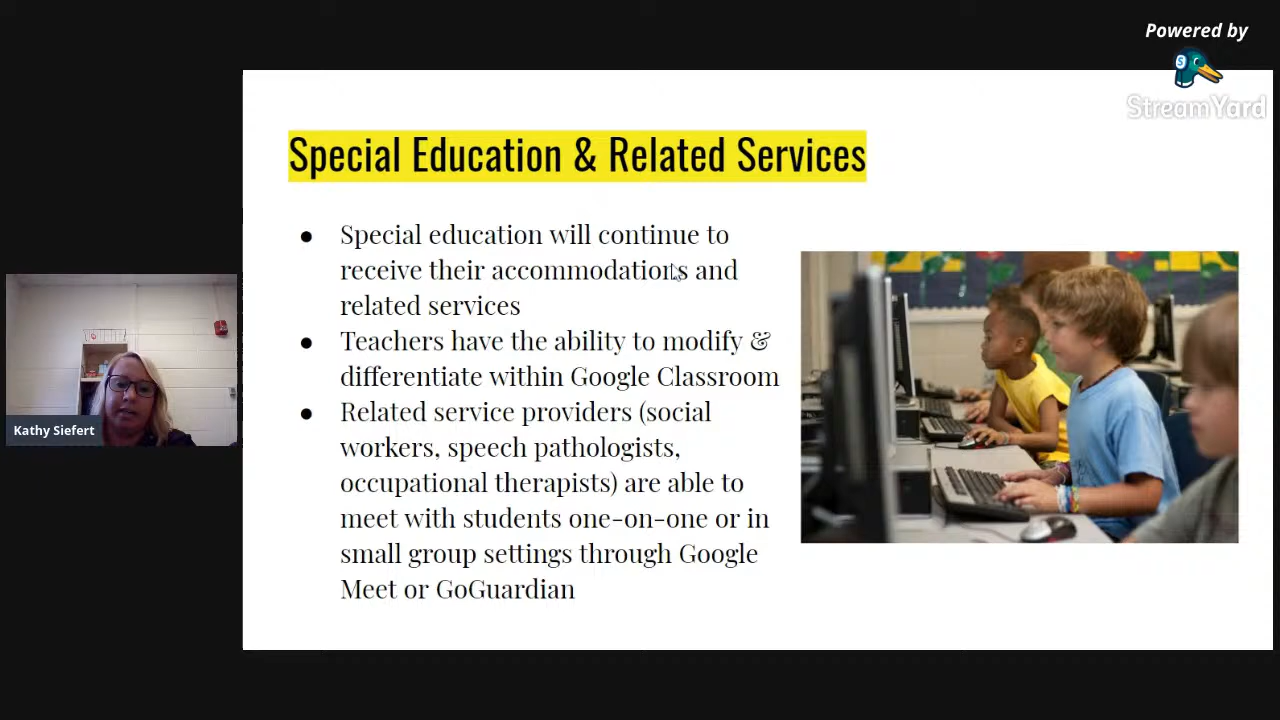 Powered by
StreamYard
Special Education & Related Services
● Special education will continue to
receive their accommodations and
related services
● Teachers have the ability to modify &
differentiate within Google Classroom
● Related service providers (social
workers, speech pathologists,
occupational therapists) are able to
meet with students one-on-one or in
small group settings through Google
Meet or GoGuardian
Kathy Siefert